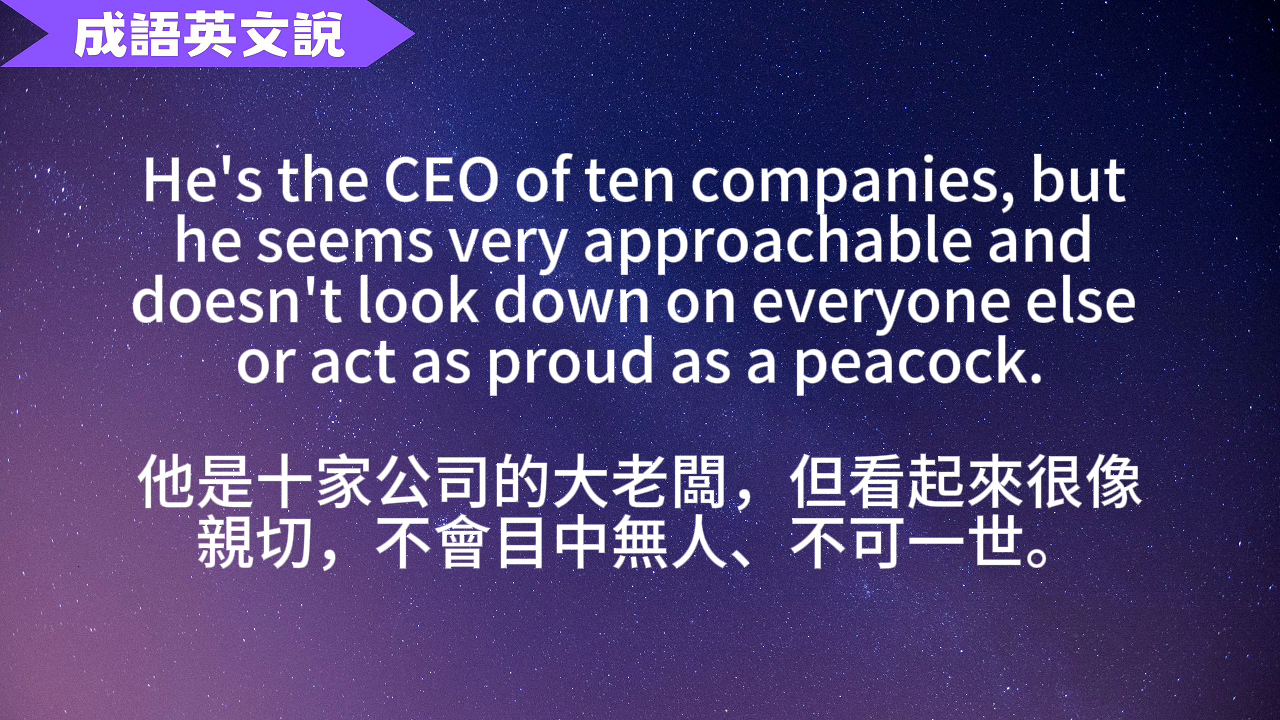 成語英文說
He's the CEO of ten companies, but
he seems very approachable and
doesn't look down on everyone else
or act as proud as a peacock.
他是十家公司的大老闆，但看起來很像
親切，不會目中無人、不可一世。